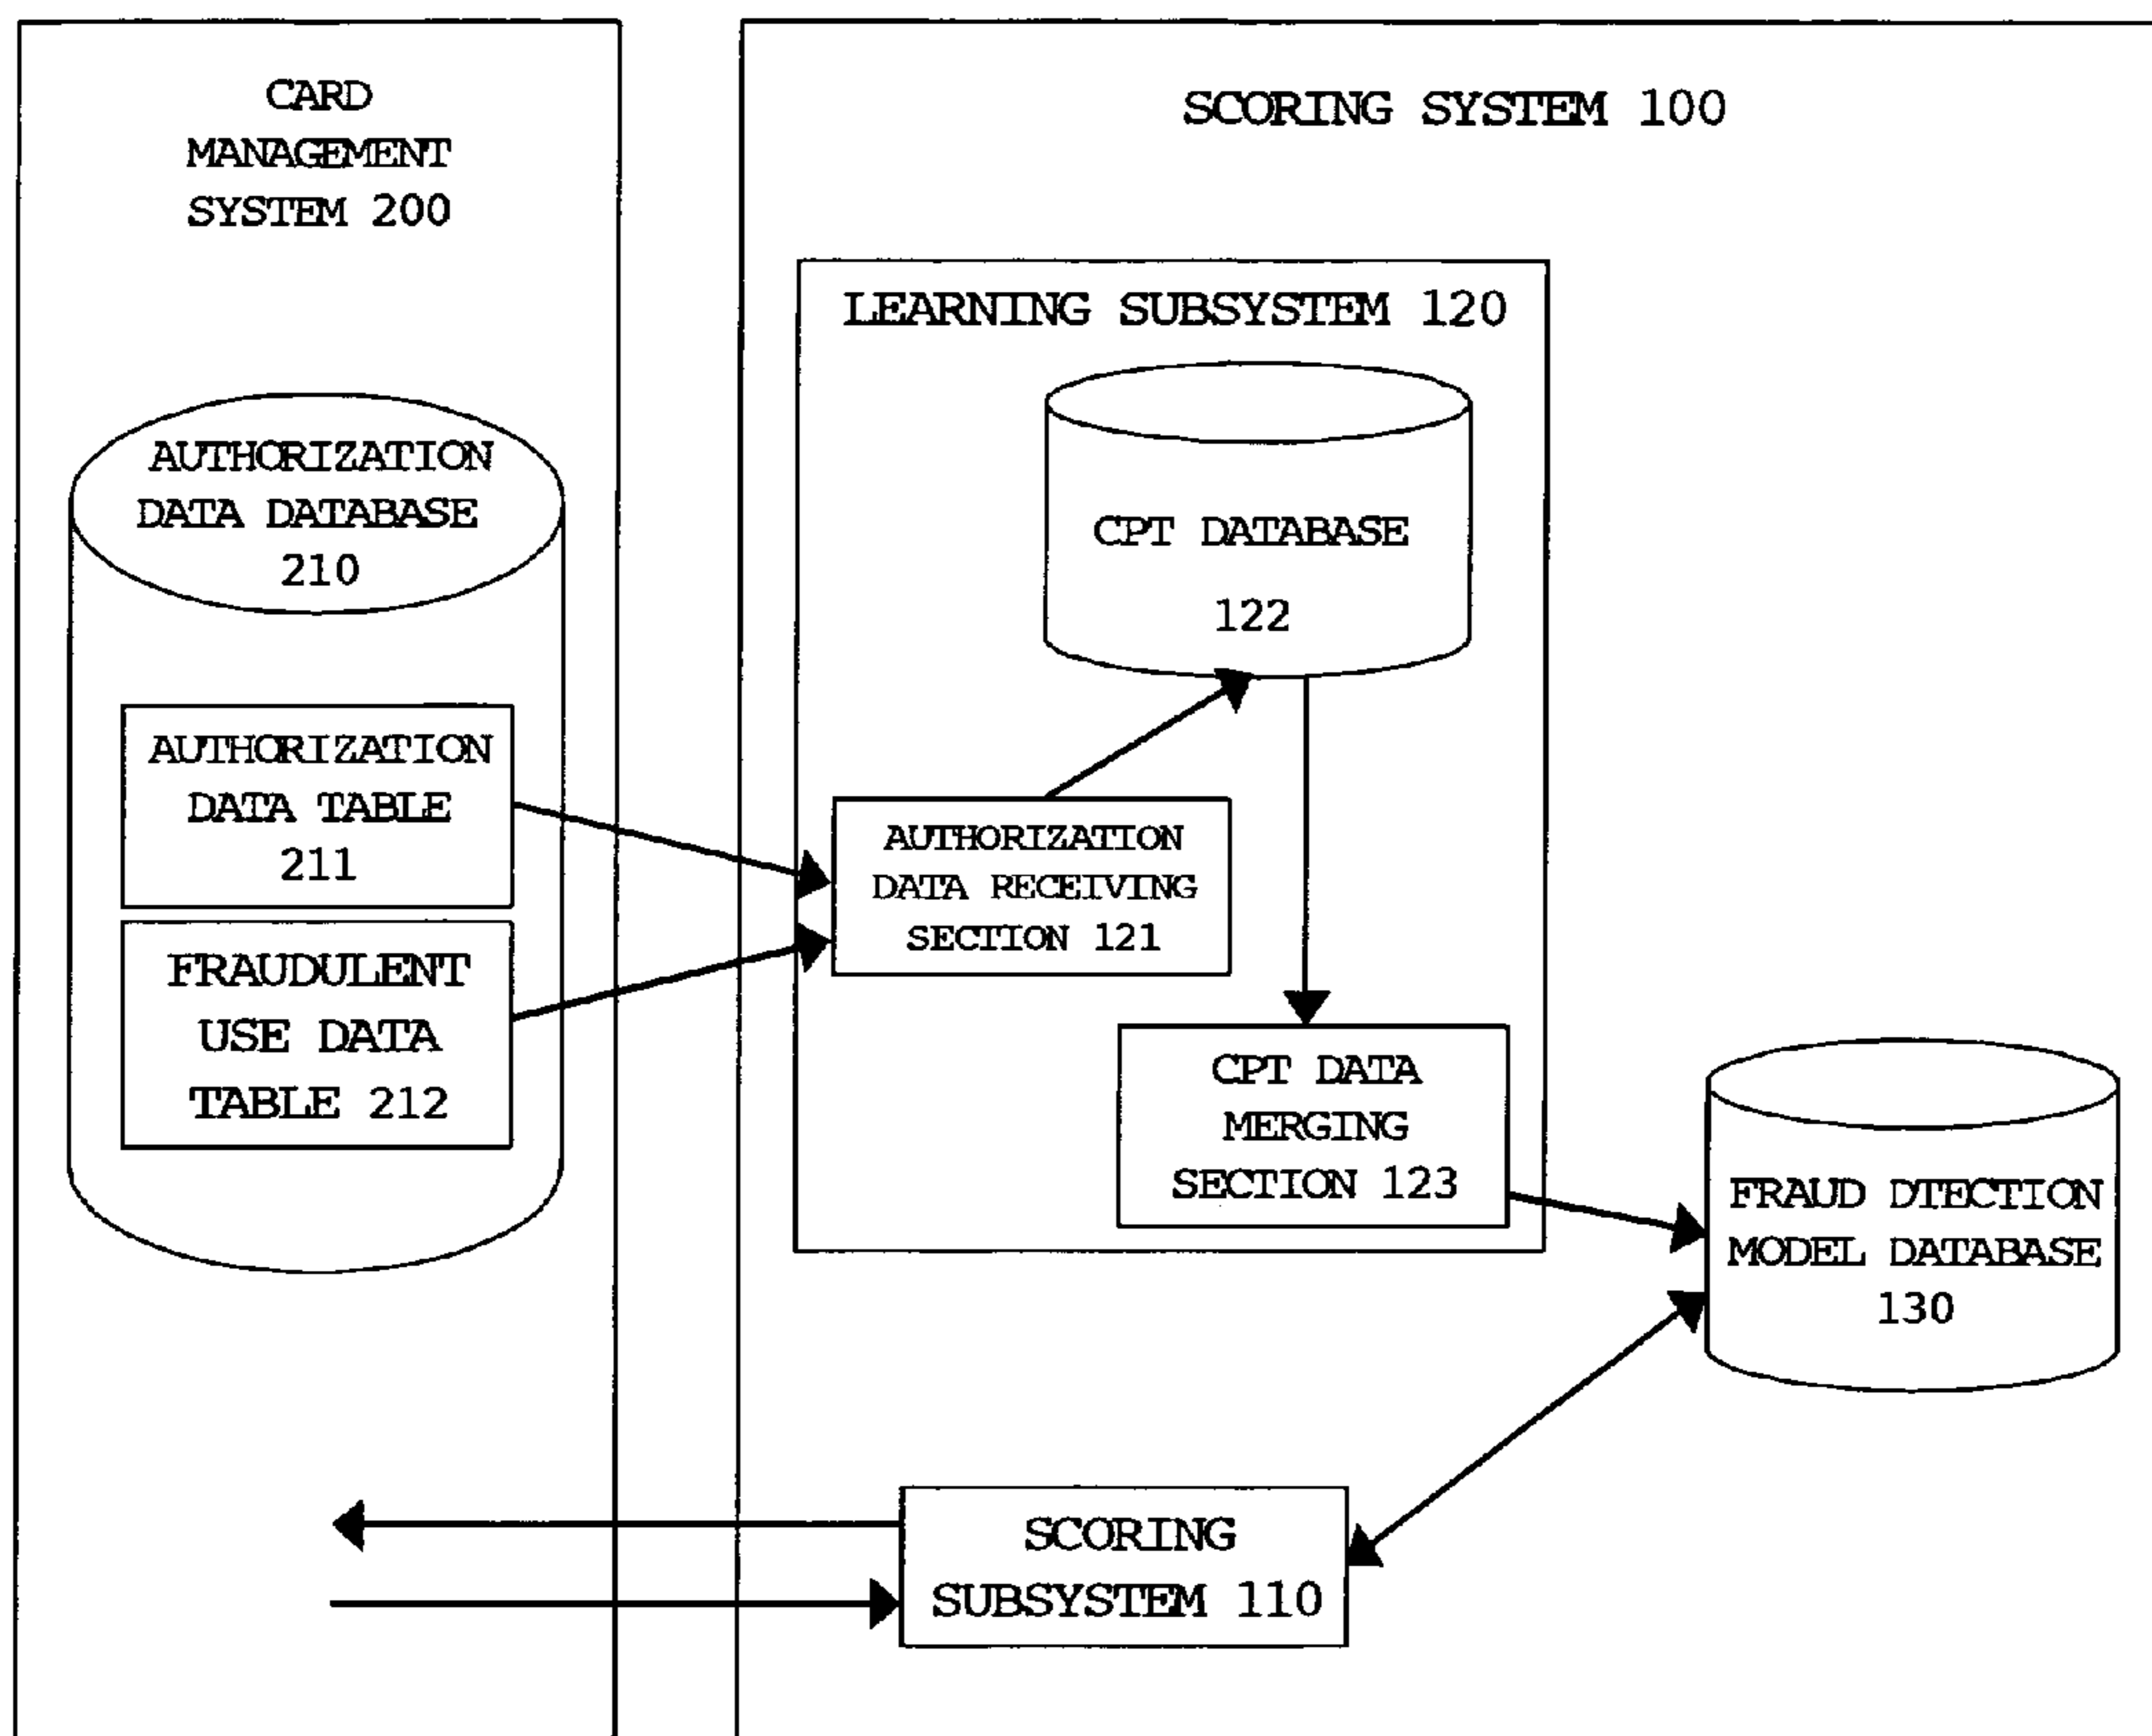 CARD
MANAGEMENT
SYSTEM 200
AUTHORIZATION
DATA DATABASE
210
AUTHORIZATION
DATA TABLE
211
FRAUDULENT
USE DATA
TABLE 212
SCORING SYSTEM 100
LEARNING SUBSYSTEM 120
CPT DATABASE
122
AUTHORIZATION
DATA RECEIVING
SECTION 121
CPT DATA
MERGING
SECTION 123
FRAUD DTECTION
MODEL DATABASE
130
SCORING
SUBSYSTEM 110